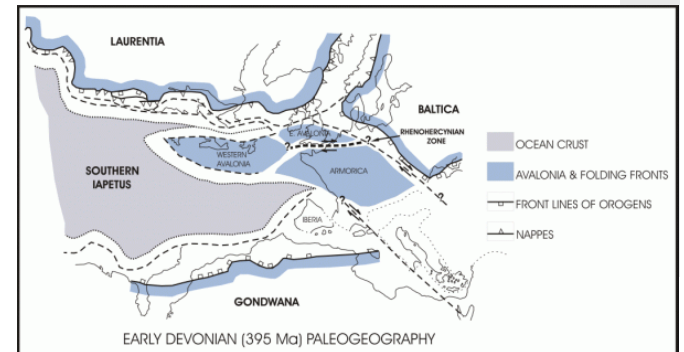 LAURENTIA
BALTICA
E. AVALONIA
RHENOHERCYNIAN
ZONE
WESTERN
AVALONIA
?
?
SOUTHERN
IAPETUS
ARMORICA
?
?
IBERIA
GONDWANA
OCEAN CRUST
AVALONIA & FOLDING FRONTS
FRONT LINES OF OROGENS
NAPPES
EARLY DEVONIAN (395 Ma) PALEOGEOGRAPHY